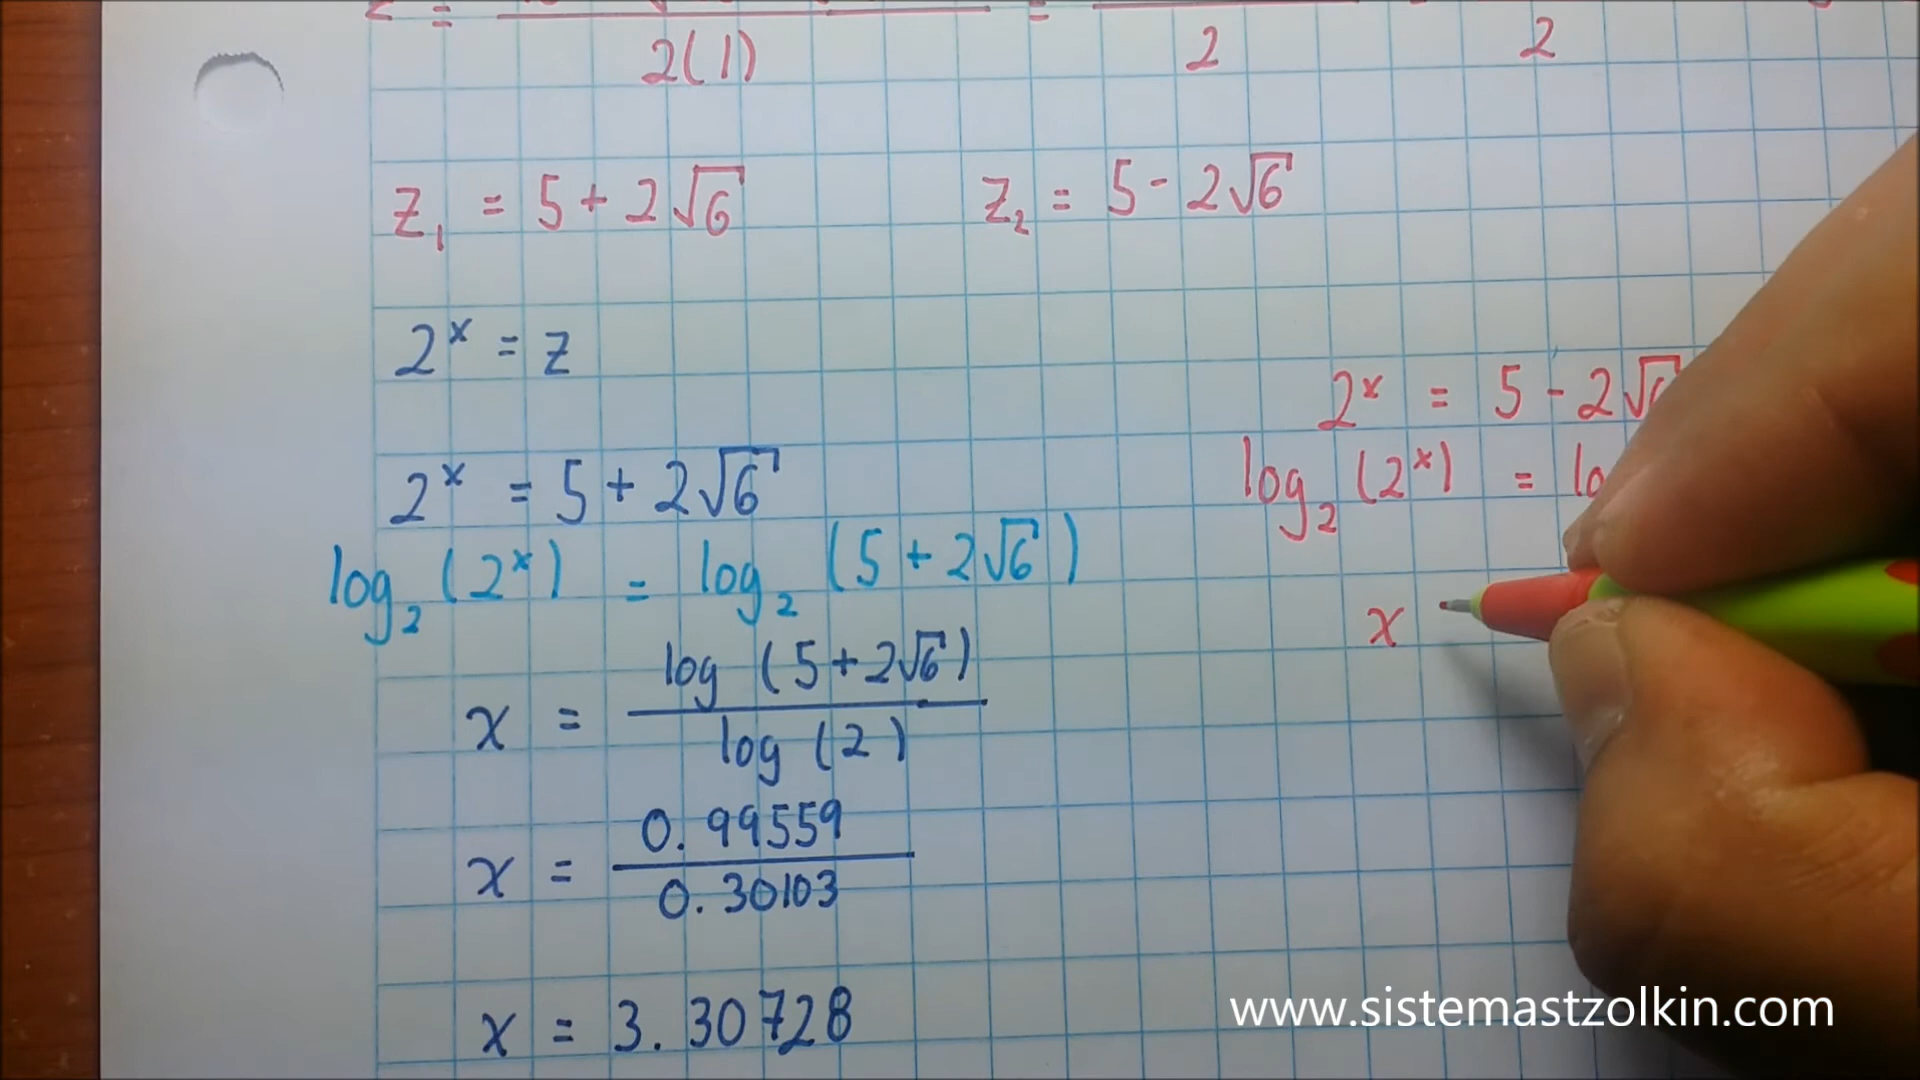 2(1) 2 2
z₁ = 5 + 2√6 z₂ = 5 - 2√6
2ˣ = z
2ˣ = 5 - 2√6
log₂ (2ˣ) = lo
2ˣ = 5 + 2√6
log₂ (2ˣ) = log₂ (5 + 2√6)
x
x = log (5+2√6) / log (2)
x = 0.99559 / 0.30103
x = 3.30728
www.sistemastzolkin.com